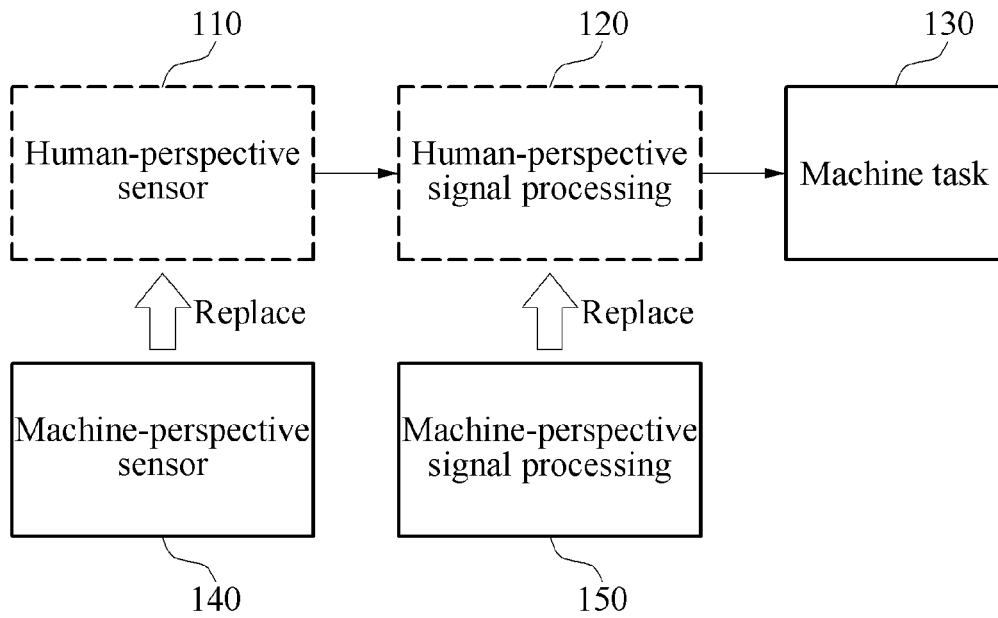 110
120
130
Human-perspective
sensor
Human-perspective
signal processing
Machine task
Replace
Replace
Machine-perspective
sensor
Machine-perspective
signal processing
140
150